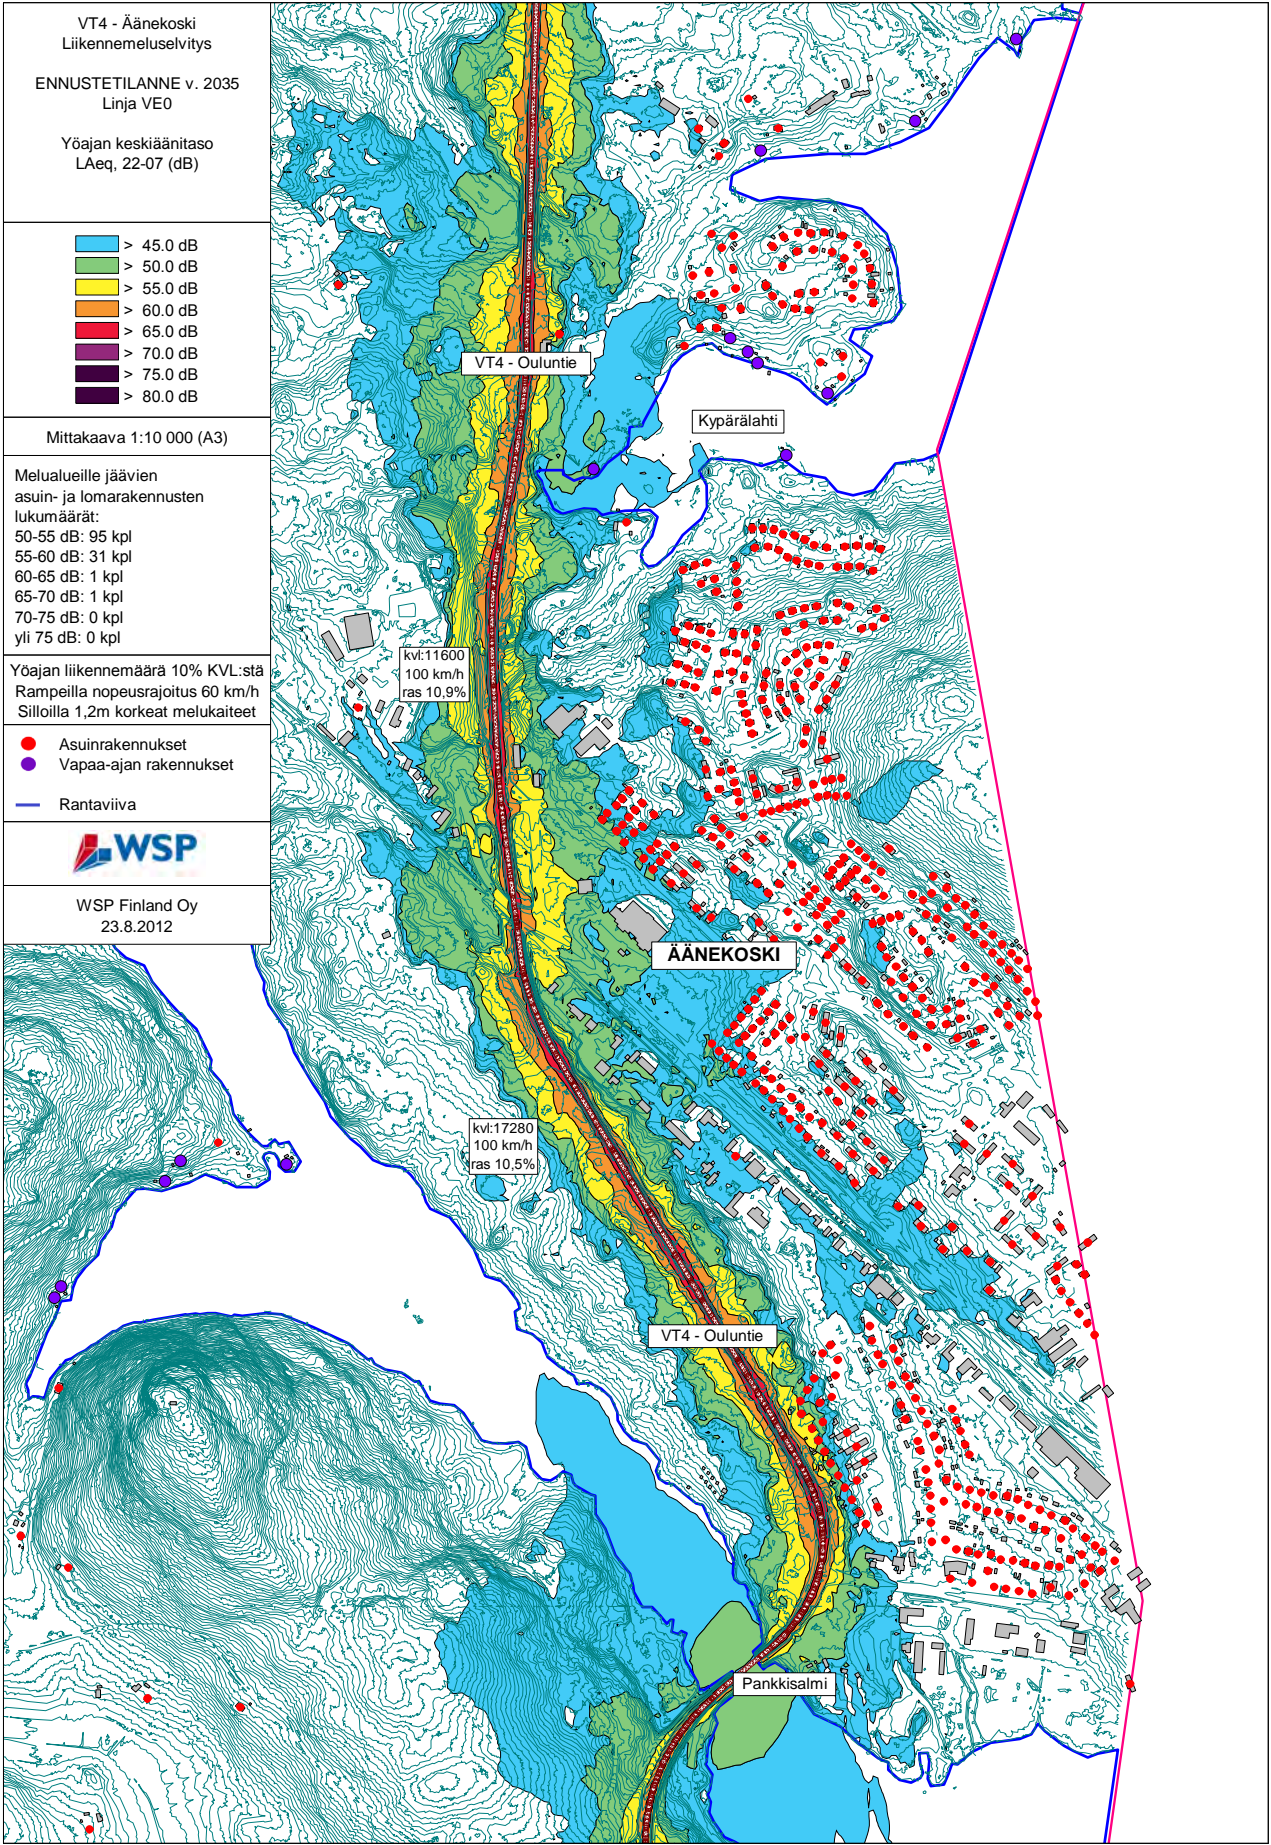 VT4 - Äänekoski
Liikennemeluselvitys
ENNUSTETILANNE v. 2035
Linja VE0
Yöajan keskiäänitaso
LAeq, 22-07 (dB)
> 45.0 dB
> 50.0 dB
> 55.0 dB
> 60.0 dB
> 65.0 dB
> 70.0 dB
> 75.0 dB
> 80.0 dB
Mittakaava 1:10 000 (A3)
Melualueille jäävien
asuin- ja lomarakennusten
lukumäärät:
50-55 dB: 95 kpl
55-60 dB: 31 kpl
60-65 dB: 1 kpl
65-70 dB: 1 kpl
70-75 dB: 0 kpl
yli 75 dB: 0 kpl
Yöajan liikennemäärä 10% KVL:stä
Rampeilla nopeusrajoitus 60 km/h
Silloilla 1,2m korkeat melukaiteet
Asuinrakennukset
Vapaa-ajan rakennukset
Rantaviiva
WSP
WSP Finland Oy
23.8.2012
VT4 - Ouluntie
Kypärälahti
kvl:11600
100 km/h
ras 10,9%
ÄÄNEKOSKI
kvl:17280
100 km/h
ras 10,5%
VT4 - Ouluntie
Pankkisalmi